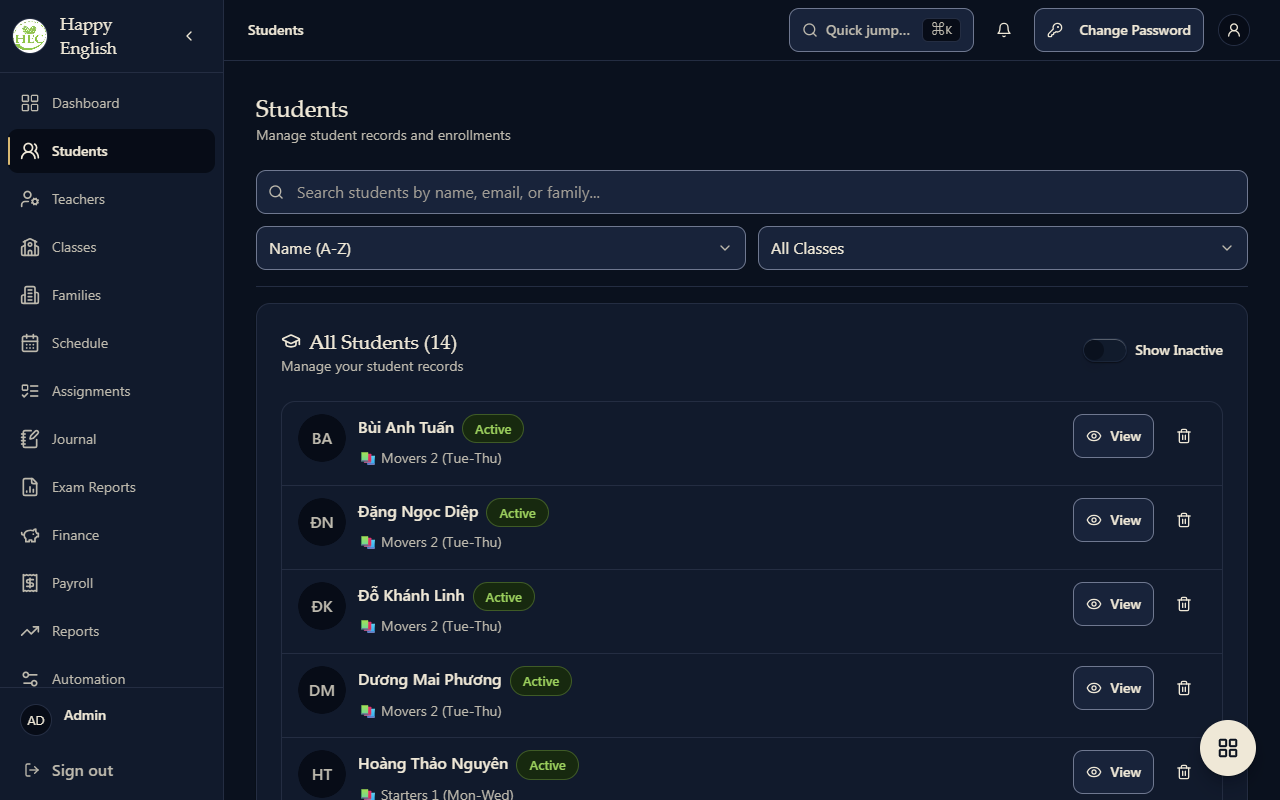 HEC
Happy
English
Students
Quick jump...
⌘K
Change Password
Dashboard
Students
Teachers
Classes
Families
Schedule
Assignments
Journal
Exam Reports
Finance
Payroll
Reports
Automation
AD
Admin
Sign out
Students
Manage student records and enrollments
Search students by name, email, or family...
Name (A-Z)
All Classes
All Students (14)
Manage your student records
Show Inactive
BA
Bùi Anh Tuấn
Active
Movers 2 (Tue-Thu)
View
ĐN
Đặng Ngọc Diệp
Active
Movers 2 (Tue-Thu)
View
ĐK
Đỗ Khánh Linh
Active
Movers 2 (Tue-Thu)
View
DM
Dương Mai Phương
Active
Movers 2 (Tue-Thu)
View
HT
Hoàng Thảo Nguyên
Active
Starters 1 (Mon-Wed)
View